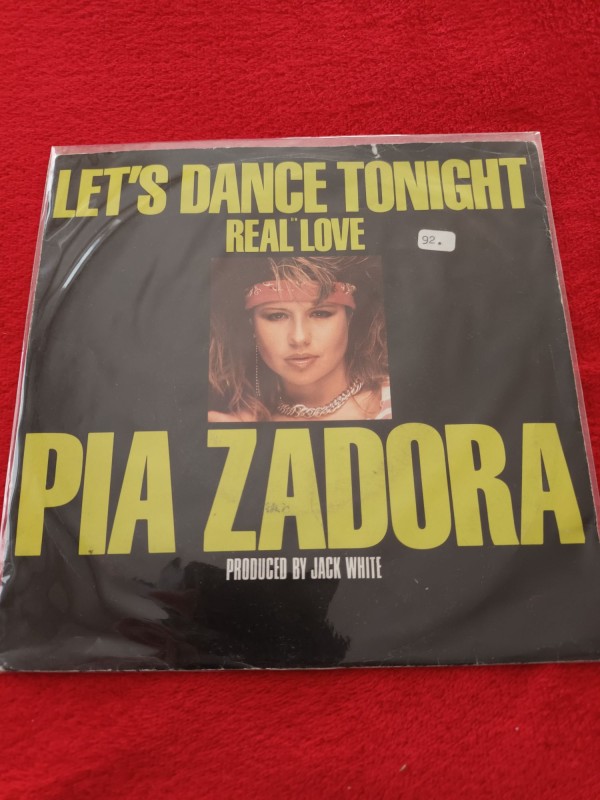 LET'S DANCE TONIGHT
REAL LOVE
92.
PIA ZADORA
PRODUCED BY JACK WHITE